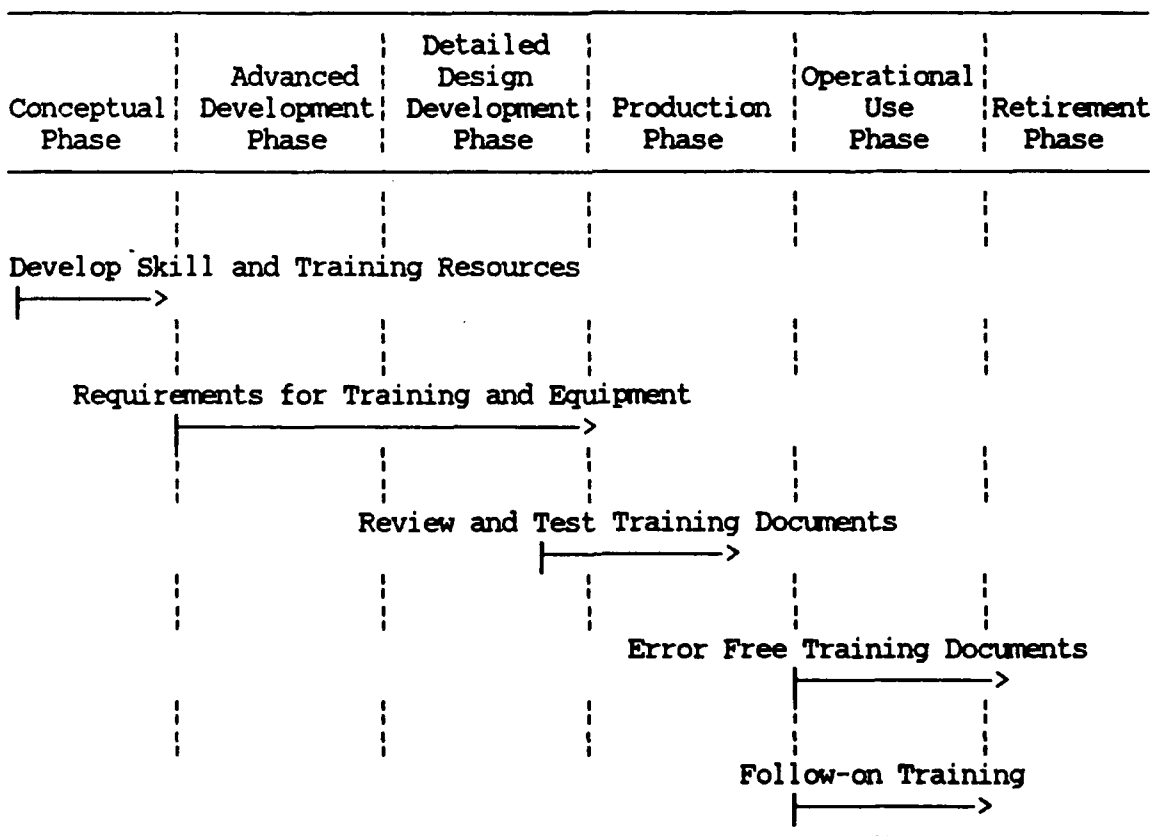 Detailed
Advanced Design Operational
Conceptual Development Development Production Use Retirement
Phase Phase Phase Phase Phase Phase
Develop Skill and Training Resources
Requirements for Training and Equipment
Review and Test Training Documents
Error Free Training Documents
Follow-on Training